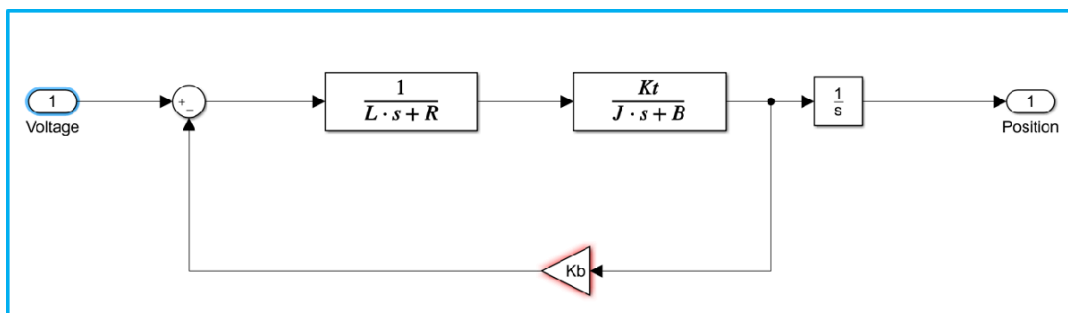 1
Voltage
+
−
1
L · s + R
Kt
J · s + B
1
s
1
Position
Kb